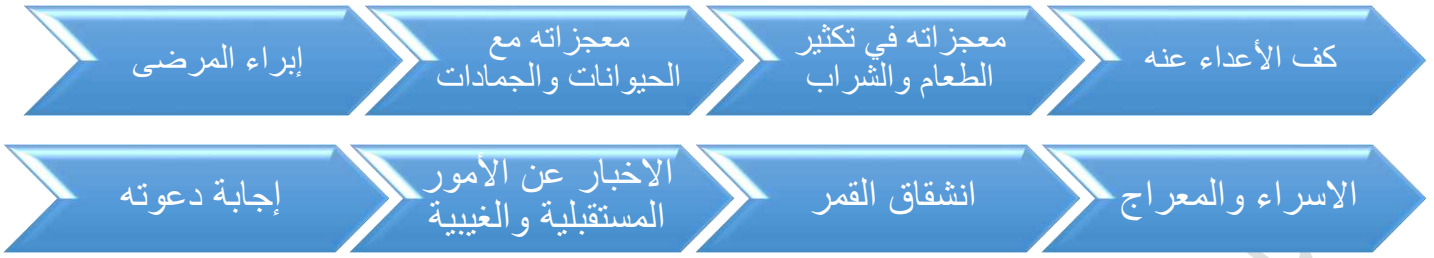 كف الأعداء عنه
معجزاته في تكثير
الطعام والشراب
معجزاته مع
الحيوانات والجمادات
إبراء المرضى
الاسراء والمعراج
انشقاق القمر
الاخبار عن الأمور
المستقبلية والغيبية
إجابة دعوته